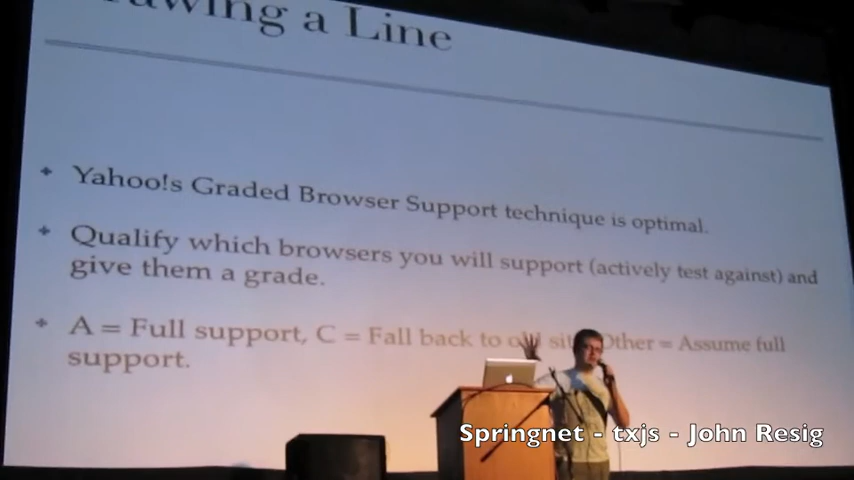 Drawing a Line
Yahoo!s Graded Browser Support technique is optimal.
Qualify which browsers you will support (actively test against) and
give them a grade.
A = Full support, C = Fall back to old site, Other = Assume full
support.
Springnet - txjs - John Resig